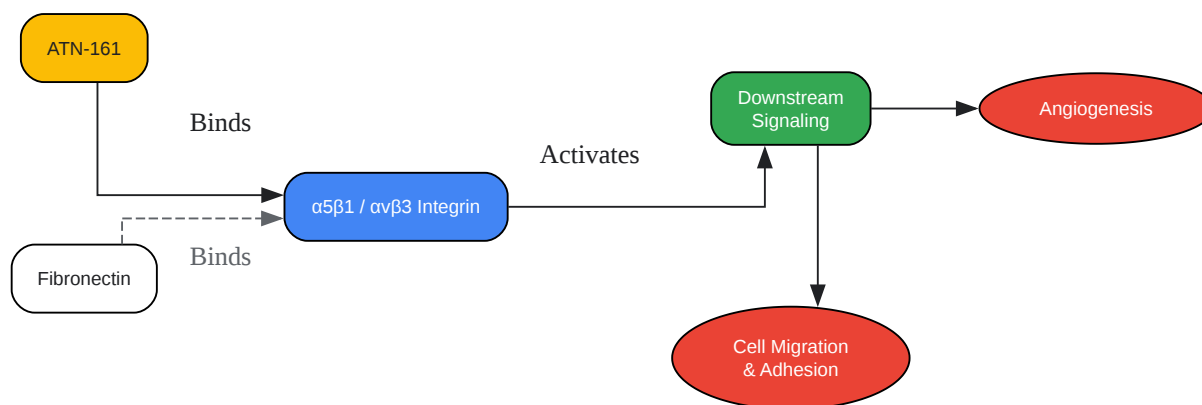 ATN-161
Binds
Fibronectin
Binds
α5β1 / αvβ3 Integrin
Activates
Downstream
Signaling
Angiogenesis
Cell Migration
& Adhesion